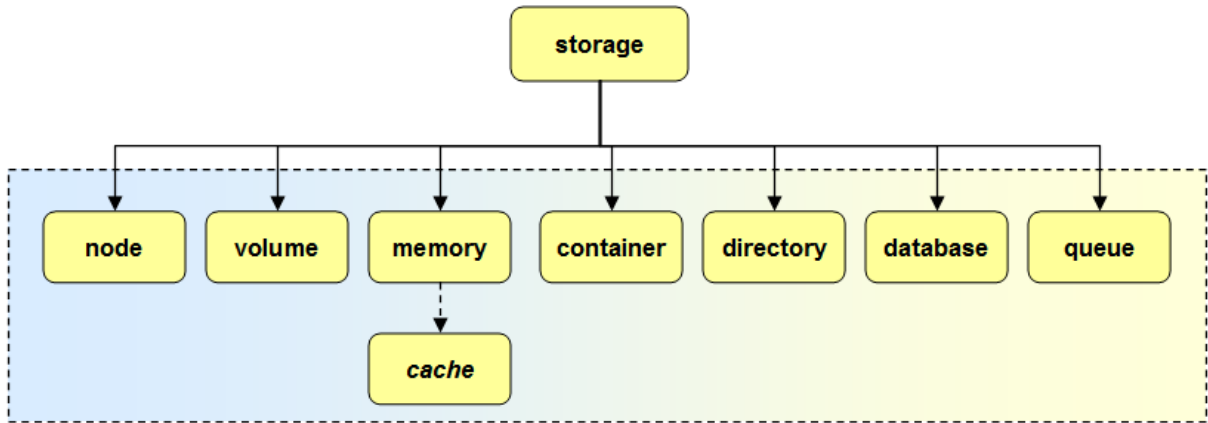 storage
node
volume
memory
container
directory
database
queue
cache